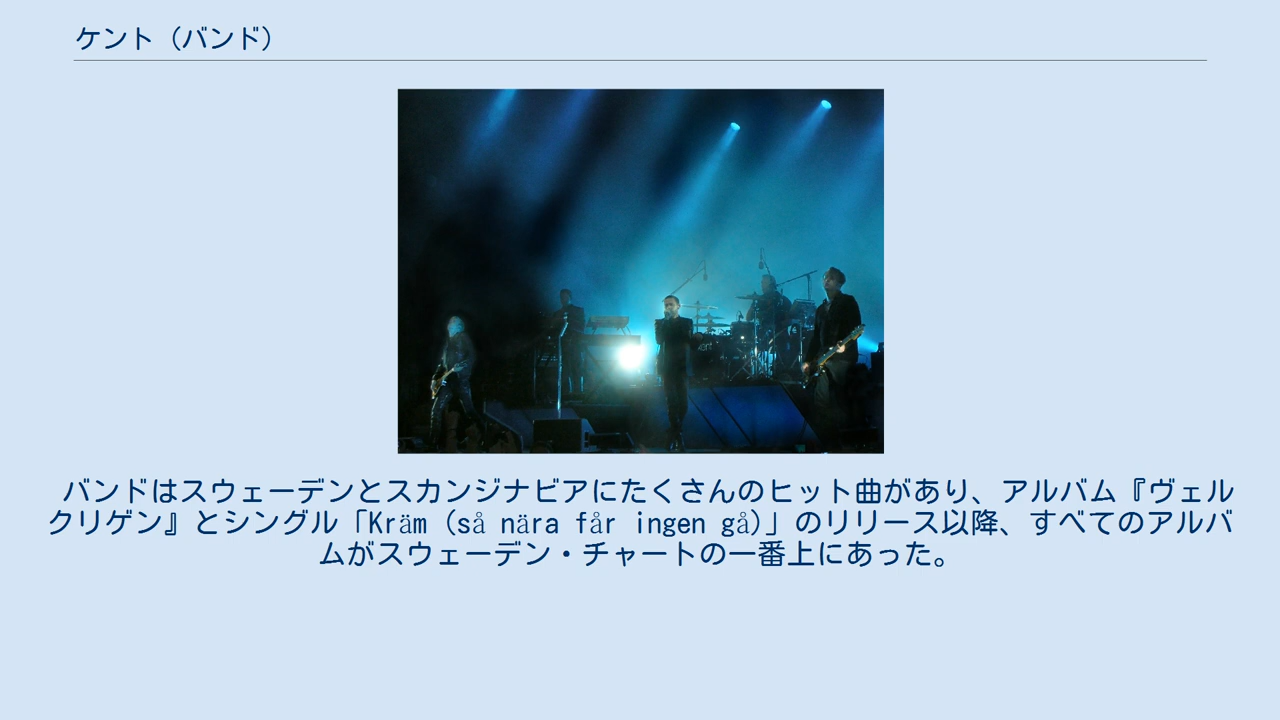 ケント（バンド）
バンドはスウェーデンとスカンジナビアにたくさんのヒット曲があり、アルバム『ヴェル
クリゲン』とシングル「Kräm (så nära får ingen gå)」のリリース以降、すべてのアルバ
ムがスウェーデン・チャートの一番上にあった。